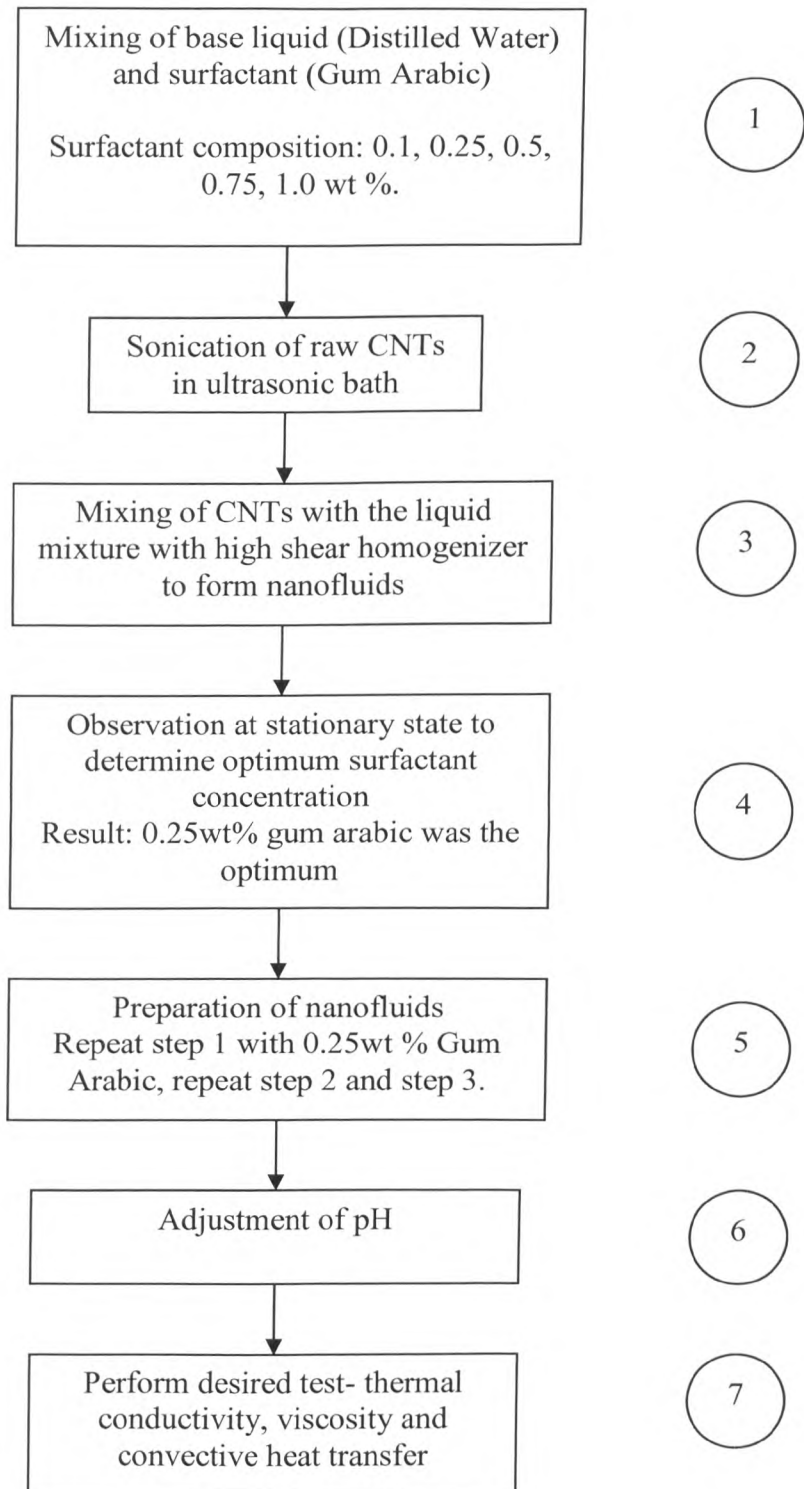 Mixing of base liquid (Distilled Water)
and surfactant (Gum Arabic)
Surfactant composition: 0.1, 0.25, 0.5,
0.75, 1.0 wt %.
1
Sonication of raw CNTs
in ultrasonic bath
2
Mixing of CNTs with the liquid
mixture with high shear homogenizer
to form nanofluids
3
Observation at stationary state to
determine optimum surfactant
concentration
Result: 0.25wt% gum arabic was the
optimum
4
Preparation of nanofluids
Repeat step 1 with 0.25wt % Gum
Arabic, repeat step 2 and step 3.
5
Adjustment of pH
6
Perform desired test- thermal
conductivity, viscosity and
convective heat transfer
7